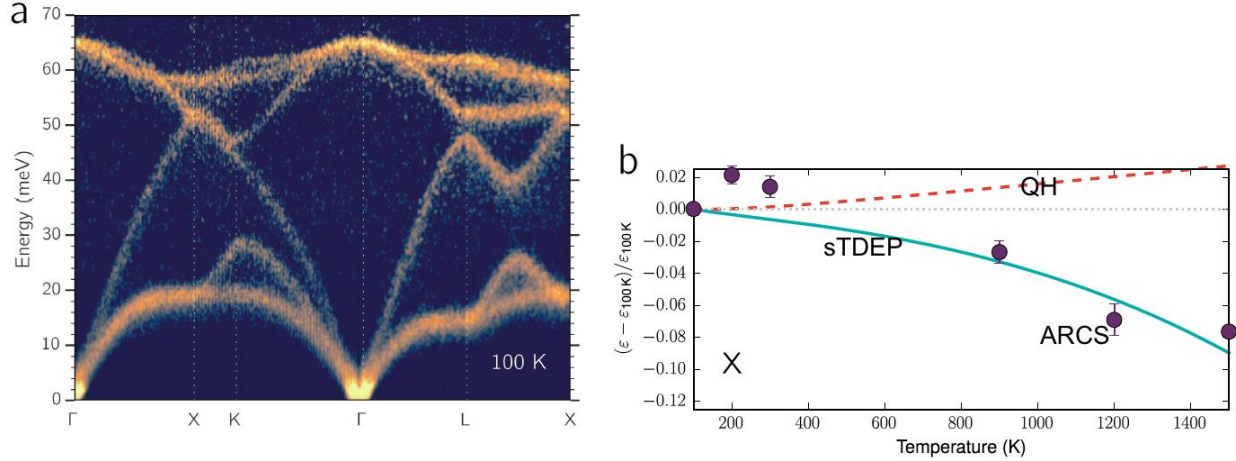 a
70
60
50
40
30
20
10
0
Energy (meV)
100 K
Γ X K Γ L X
b
0.02
0.00
−0.02
−0.04
−0.06
−0.08
−0.10
−0.12
(ε − ε100K)/ε100K
QH
sTDEP
ARCS
X
200 400 600 800 1000 1200 1400
Temperature (K)